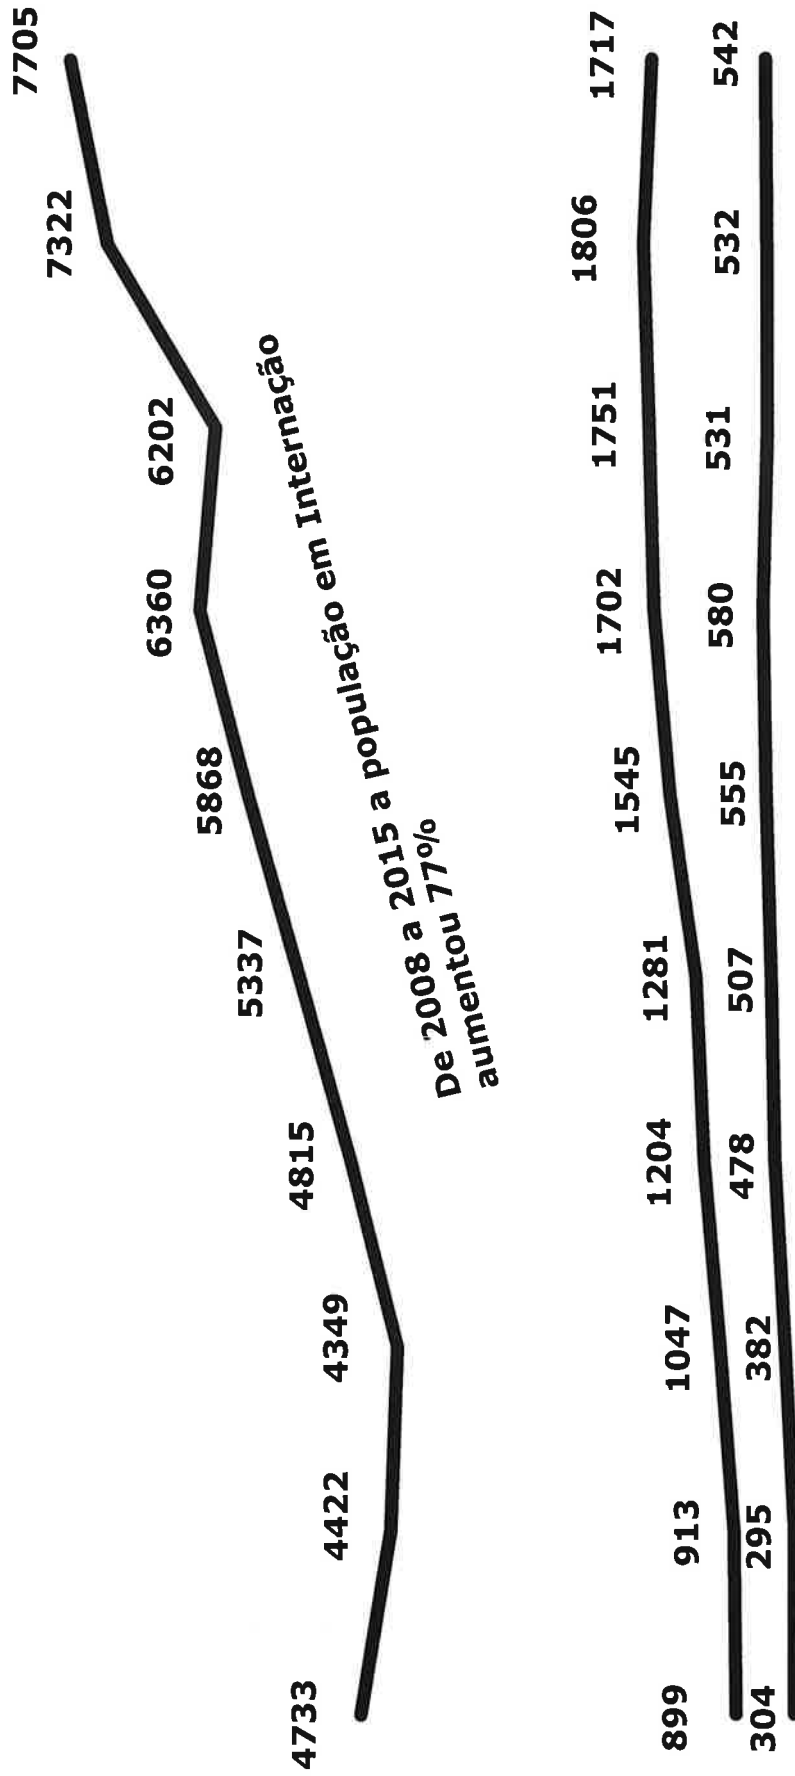 4733 4422 4349 4815 5337 5868 6360 6202 7322 7705
De 2008 a 2015 a população em Internação
aumentou 77%
899 913 1047 1204 1281 1545 1702 1751 1806 1717
304 295 382 478 507 555 580 531 532 542